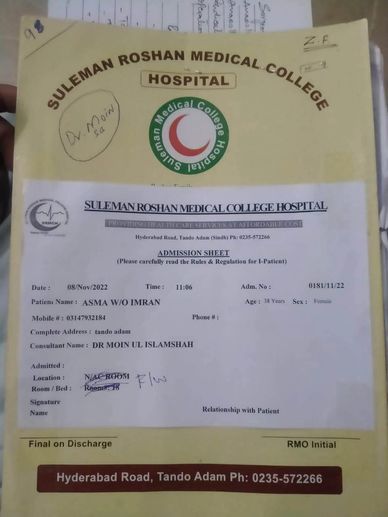 98
Z.F
SULEMAN ROSHAN MEDICAL COLLEGE
HOSPITAL
Dr. Moin
sa
Suleman Medical College Hospital
SULEMAN ROSHAN MEDICAL COLLEGE HOSPITAL
Hyderabad Road, Tando Adam (Sindh) Ph: 0235-572266
ADMISSION SHEET
(Please carefully read the Rules & Regulation for I-Patient)
Date : 08/Nov/2022 Time : 11:06 Adm. No : 0181/11/22
Patient Name : ASMA W/O IMRAN Age : 38 Years Sex : Female
Mobile # : 03147932184 Phone # :
Complete Address : tando adam
Consultant Name : DR MOIN UL ISLAMSHAH
Admitted :
Location : N/AC ROOM F/W
Room / Bed : Room#: 16
Signature
Name Relationship with Patient
Final on Discharge RMO Initial
Hyderabad Road, Tando Adam Ph: 0235-572266